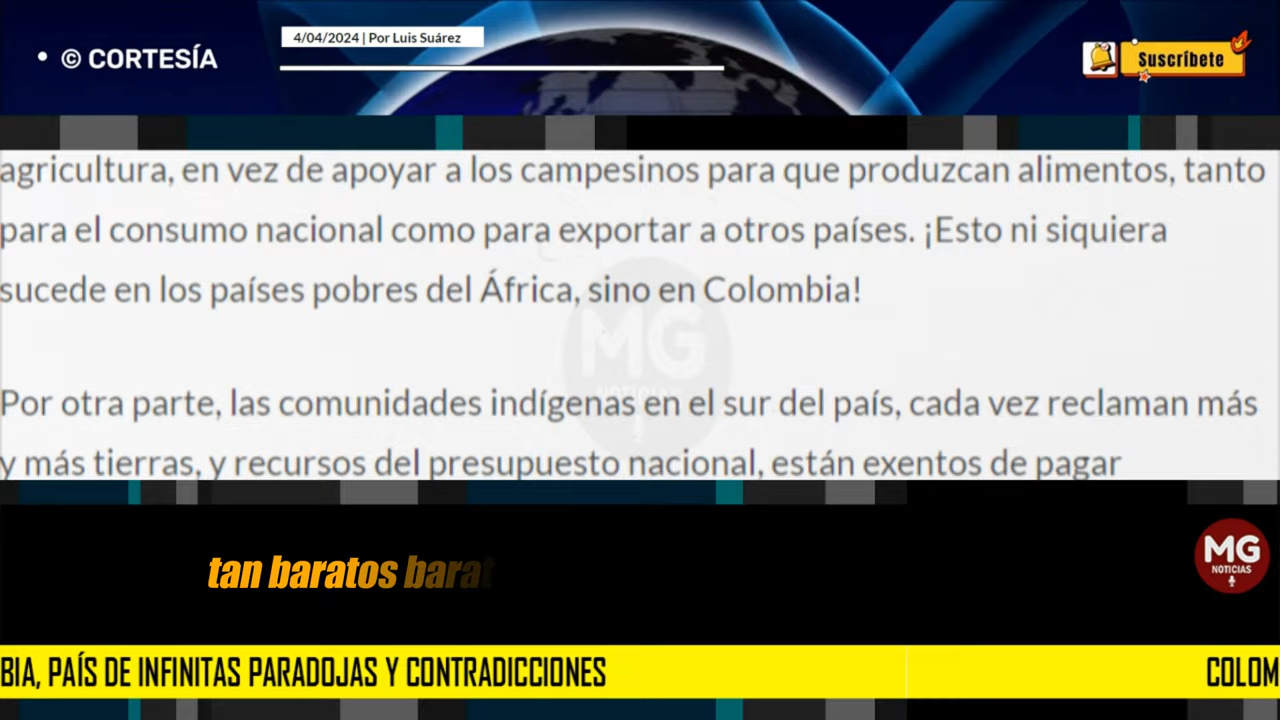 • © CORTESÍA
4/04/2024 | Por Luis Suárez
Suscríbete
agricultura, en vez de apoyar a los campesinos para que produzcan alimentos, tanto
para el consumo nacional como para exportar a otros países. ¡Esto ni siquiera
sucede en los países pobres del África, sino en Colombia!
MG
NOTICIAS
Por otra parte, las comunidades indígenas en el sur del país, cada vez reclaman más
y más tierras, y recursos del presupuesto nacional, están exentos de pagar
tan baratos barat
MG
NOTICIAS
BIA, PAÍS DE INFINITAS PARADOJAS Y CONTRADICCIONES
COLOM